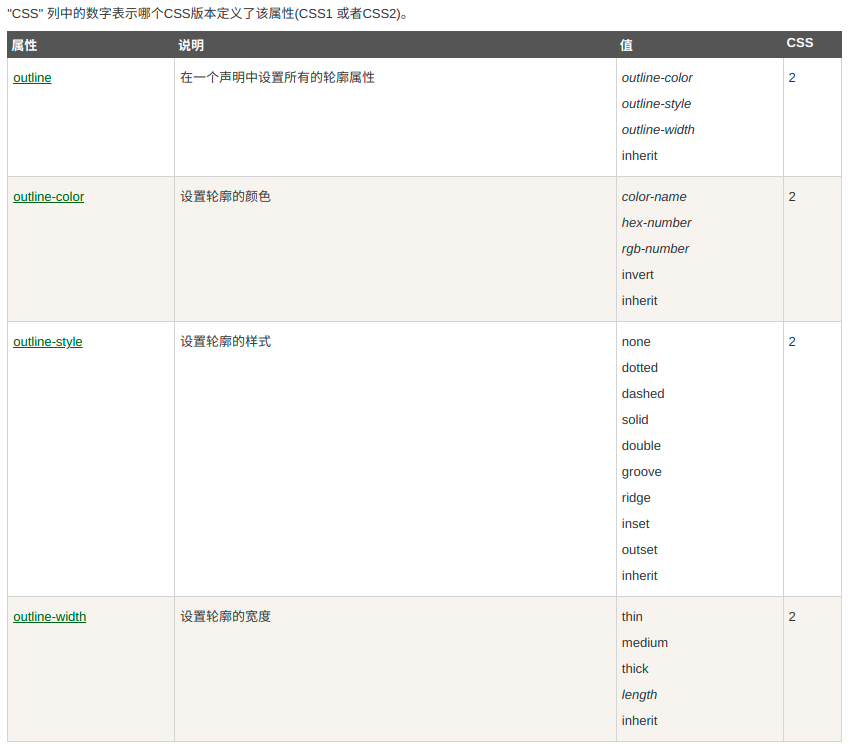 "CSS" 列中的数字表示哪个CSS版本定义了该属性(CSS1 或者CSS2)。
属性 说明 值 CSS
outline 在一个声明中设置所有的轮廓属性 outline-color 2
outline-style
outline-width
inherit
outline-color 设置轮廓的颜色 color-name 2
hex-number
rgb-number
invert
inherit
outline-style 设置轮廓的样式 none 2
dotted
dashed
solid
double
groove
ridge
inset
outset
inherit
outline-width 设置轮廓的宽度 thin 2
medium
thick
length
inherit